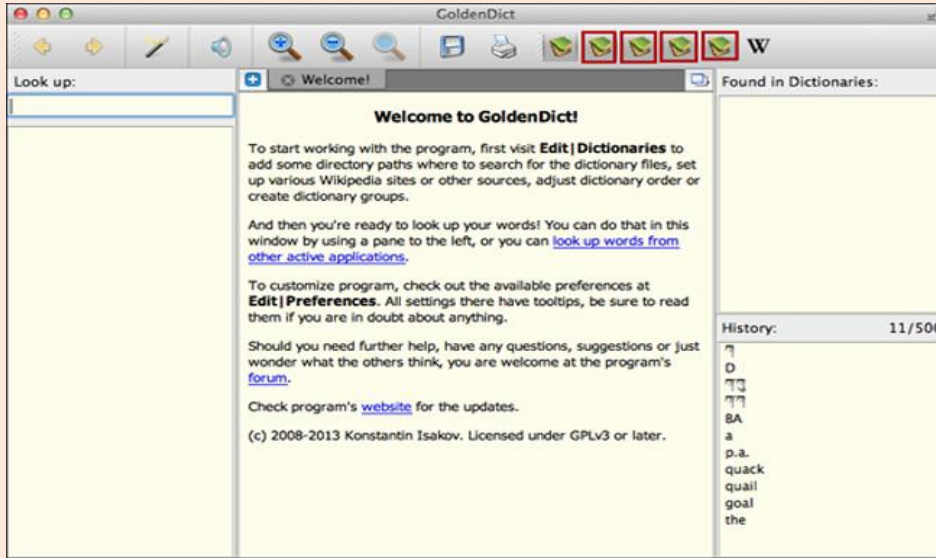 GoldenDict
W
Look up:
Welcome!
Found in Dictionaries:
Welcome to GoldenDict!
To start working with the program, first visit Edit|Dictionaries to
add some directory paths where to search for the dictionary files, set
up various Wikipedia sites or other sources, adjust dictionary order or
create dictionary groups.
And then you're ready to look up your words! You can do that in this
window by using a pane to the left, or you can look up words from
other active applications.
To customize program, check out the available preferences at
Edit|Preferences. All settings there have tooltips, be sure to read
them if you are in doubt about anything.
Should you need further help, have any questions, suggestions or just
wonder what the others think, you are welcome at the program's
forum.
Check program's website for the updates.
(c) 2008-2013 Konstantin Isakov. Licensed under GPLv3 or later.
History:
11/500
D
BA
a
p.a.
quack
quail
goal
the